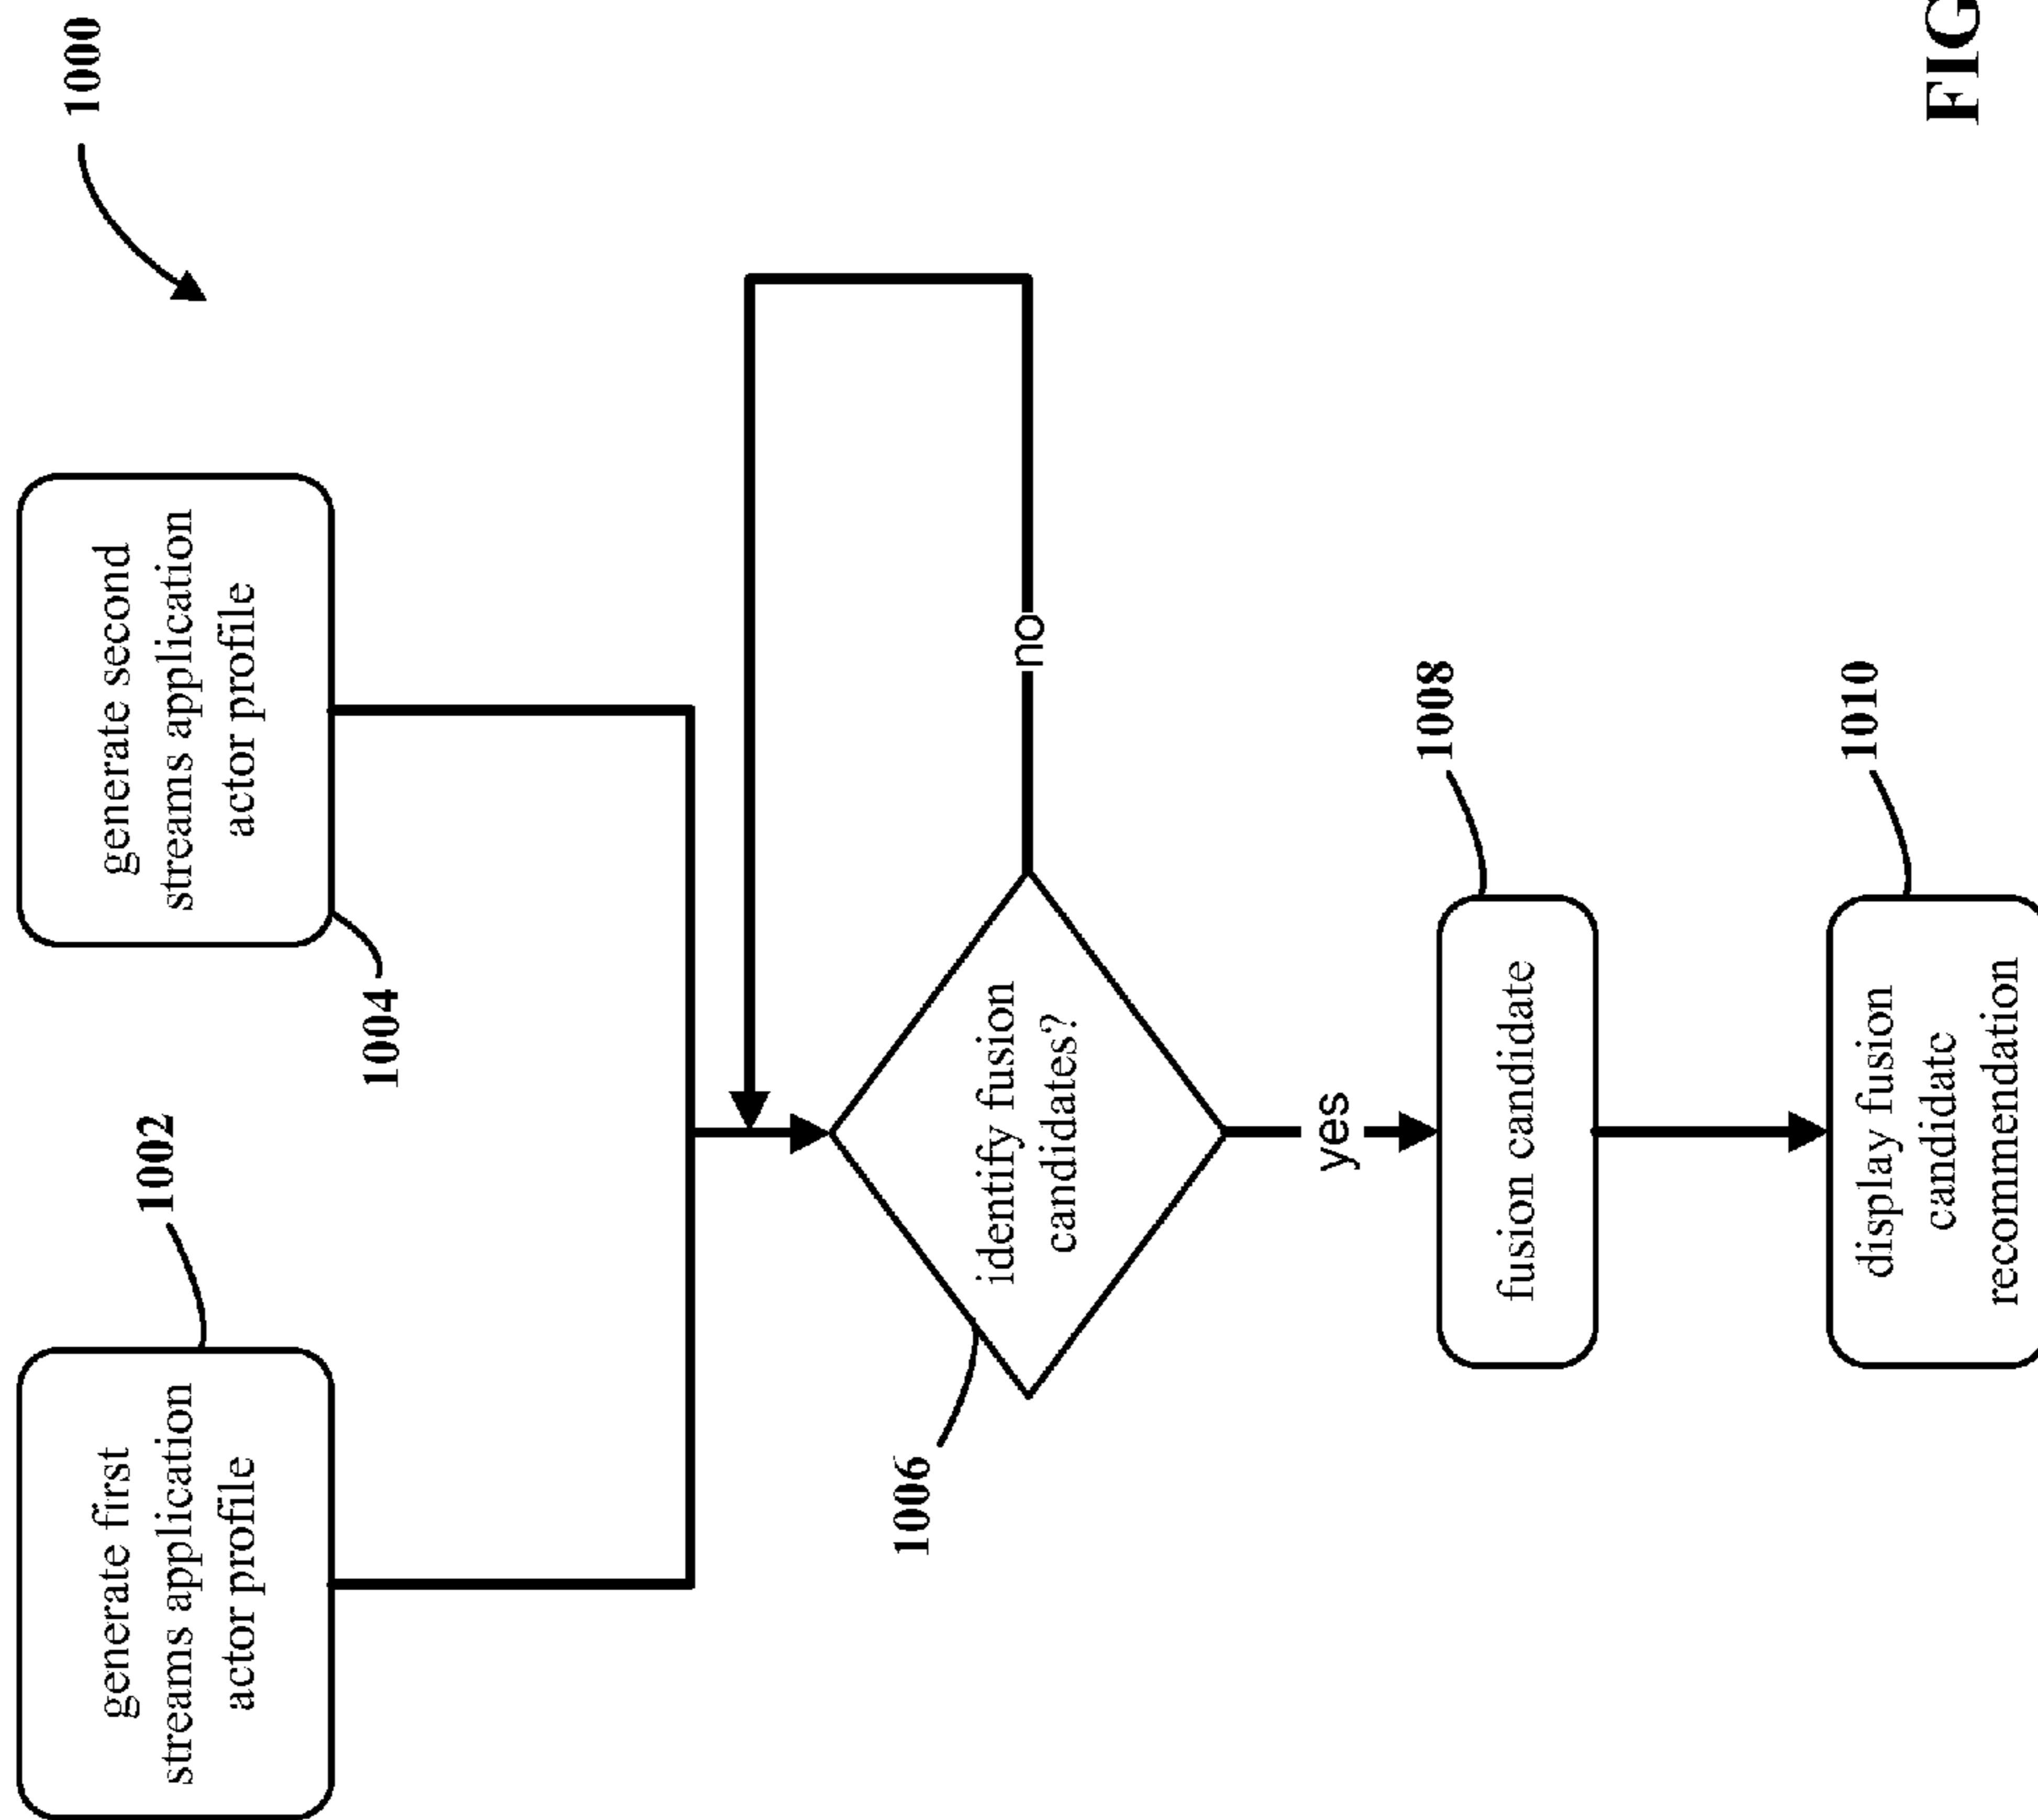 1000
generate first
streams application
actor profile
1002
generate second
streams application
actor profile
1004
identify fusion
candidates?
1006
no
yes
fusion candidate
1008
display fusion
candidate
recommendation
1010
FIG